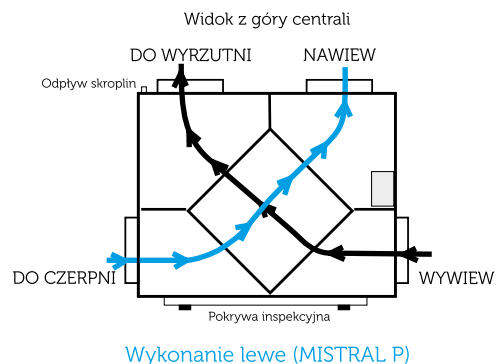 Widok z góry centrali
DO WYRZUTNI
NAWIEW
Odpływ skroplin
DO CZERPNI
WYWIEW
Pokrywa inspekcyjna
Wykonanie lewe (MISTRAL P)